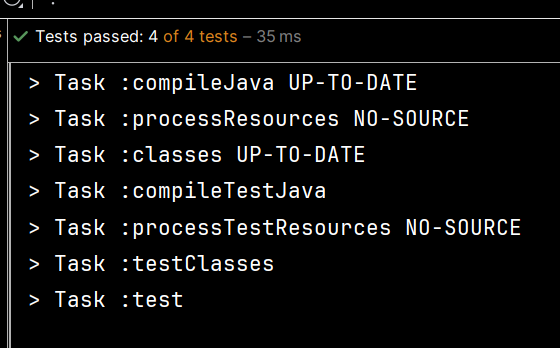 Tests passed: 4 of 4 tests – 35 ms
> Task :compileJava UP-TO-DATE
> Task :processResources NO-SOURCE
> Task :classes UP-TO-DATE
> Task :compileTestJava
> Task :processTestResources NO-SOURCE
> Task :testClasses
> Task :test